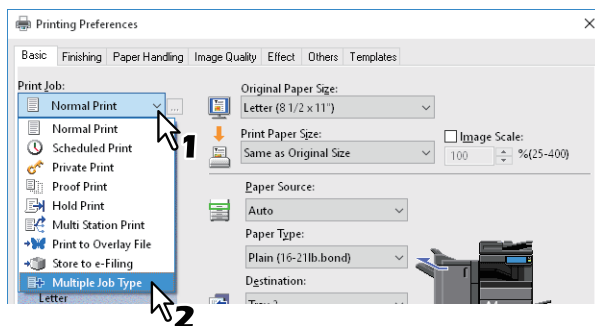 Printing Preferences
Basic Finishing Paper Handling Image Quality Effect Others Templates
Print Job:
Normal Print
...
Normal Print
Scheduled Print
Private Print
Proof Print
Hold Print
Multi Station Print
Print to Overlay File
Store to e-Filing
Multiple Job Type
Letter
1
2
Original Paper Size:
Letter (8 1/2 x 11")
Print Paper Size:
Same as Original Size
Image Scale:
100 %(25-400)
Paper Source:
Auto
Paper Type:
Plain (16-21lb.bond)
Destination: